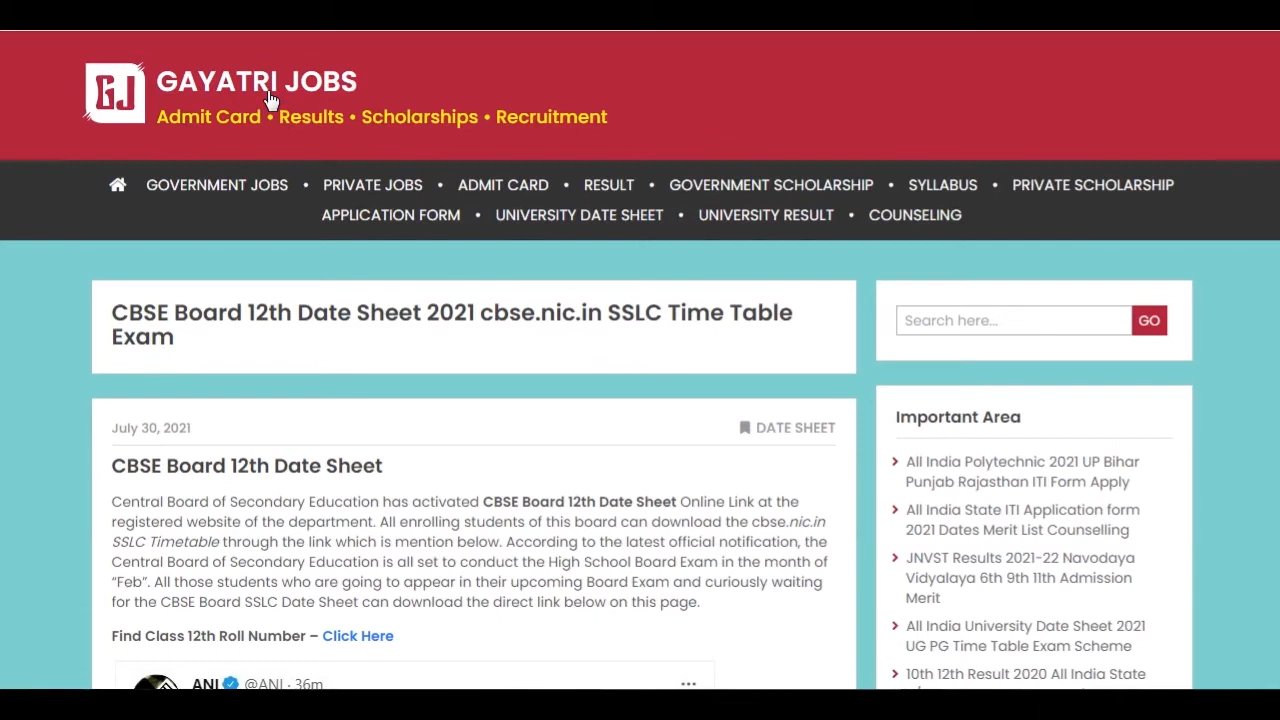 GJ
GAYATRI JOBS
Admit Card • Results • Scholarships • Recruitment
GOVERNMENT JOBS • PRIVATE JOBS • ADMIT CARD • RESULT • GOVERNMENT SCHOLARSHIP • SYLLABUS • PRIVATE SCHOLARSHIP
APPLICATION FORM • UNIVERSITY DATE SHEET • UNIVERSITY RESULT • COUNSELING
CBSE Board 12th Date Sheet 2021 cbse.nic.in SSLC Time Table
Exam
July 30, 2021
DATE SHEET
CBSE Board 12th Date Sheet
Central Board of Secondary Education has activated CBSE Board 12th Date Sheet Online Link at the
registered website of the department. All enrolling students of this board can download the cbse.nic.in
SSLC Timetable through the link which is mention below. According to the latest official notification, the
Central Board of Secondary Education is all set to conduct the High School Board Exam in the month of
“Feb”. All those students who are going to appear in their upcoming Board Exam and curiously waiting
for the CBSE Board SSLC Date Sheet can download the direct link below on this page.
Find Class 12th Roll Number – Click Here
ANI @ANI · 36m
Search here...
GO
Important Area
All India Polytechnic 2021 UP Bihar
Punjab Rajasthan ITI Form Apply
All India State ITI Application form
2021 Dates Merit List Counselling
JNVST Results 2021-22 Navodaya
Vidyalaya 6th 9th 11th Admission
Merit
All India University Date Sheet 2021
UG PG Time Table Exam Scheme
10th 12th Result 2020 All India State